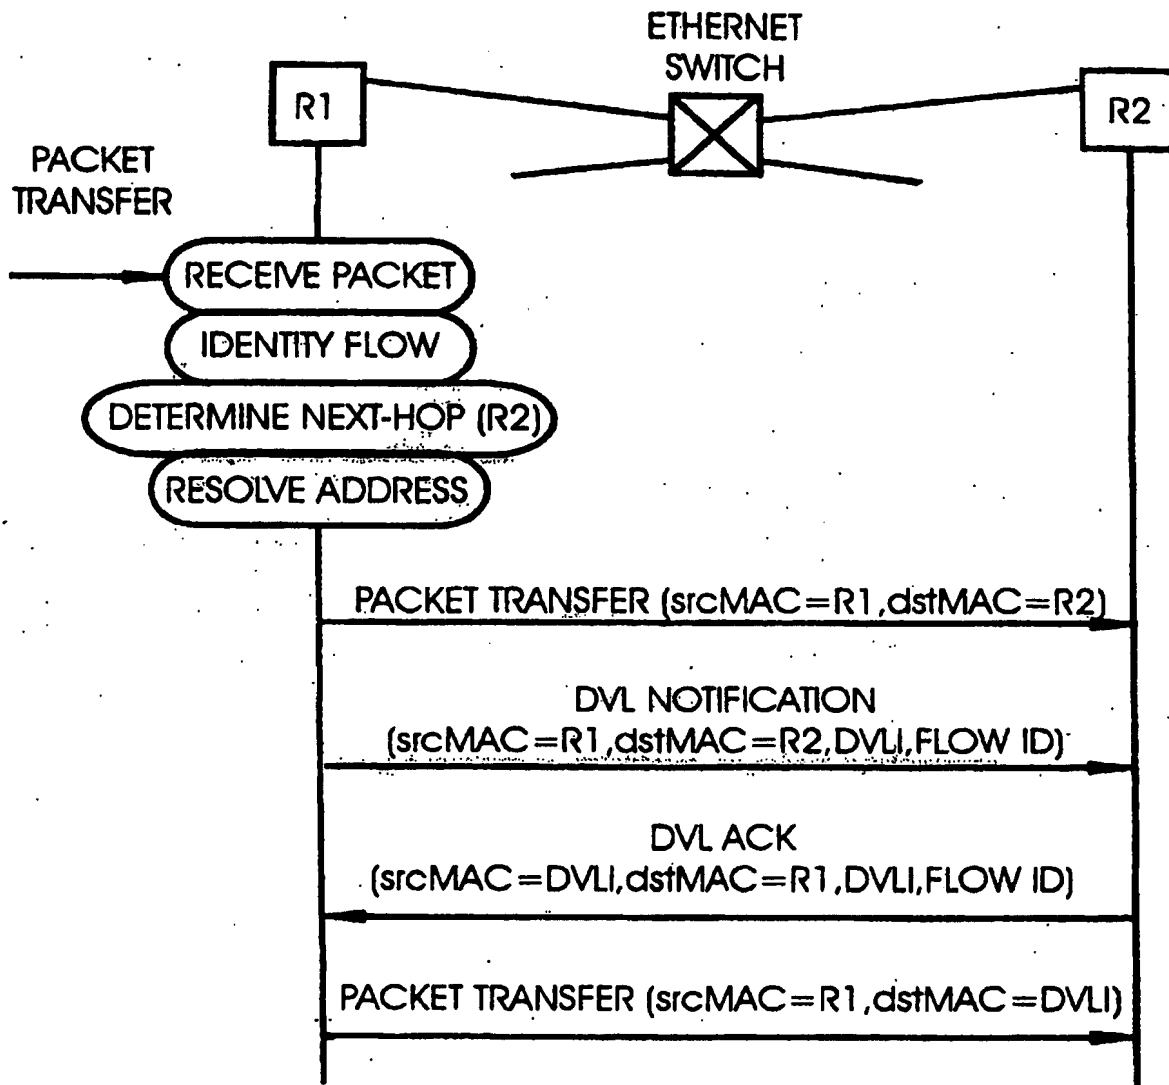 ETHERNET
SWITCH
R1
R2
PACKET
TRANSFER
RECEIVE PACKET
IDENTITY FLOW
DETERMINE NEXT-HOP (R2)
RESOLVE ADDRESS
PACKET TRANSFER (srcMAC=R1,dstMAC=R2)
DVL NOTIFICATION
(srcMAC=R1,dstMAC=R2,DVLI,FLOW ID)
DVL ACK
(srcMAC=DVLI,dstMAC=R1,DVLI,FLOW ID)
PACKET TRANSFER (srcMAC=R1,dstMAC=DVLI)